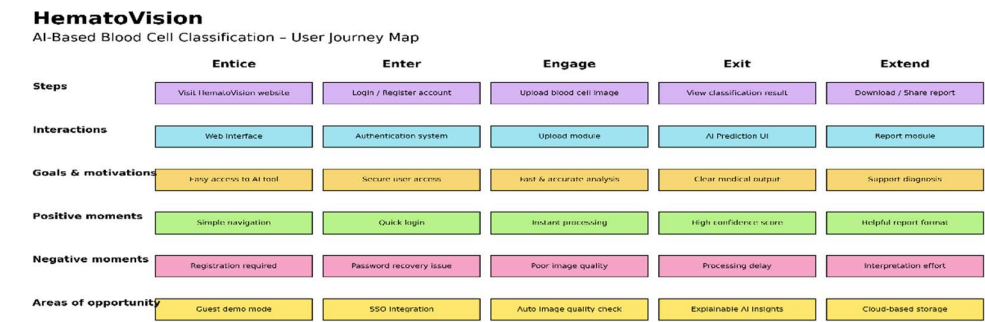 HematoVision
AI-Based Blood Cell Classification – User Journey Map
Entice Enter Engage Exit Extend
Steps Visit HematoVision website Login / Register account Upload blood cell image View classification result Download / Share report
Interactions Web Interface Authentication system Upload module AI Prediction UI Report module
Goals & motivations Easy access to AI tool Secure user access Fast & accurate analysis Clear medical output Support diagnosis
Positive moments Simple navigation Quick login Instant processing High confidence score Helpful report format
Negative moments Registration required Password recovery issue Poor image quality Processing delay Interpretation effort
Areas of opportunity Guest demo mode SSO Integration Auto image quality check Explainable AI insights Cloud-based storage